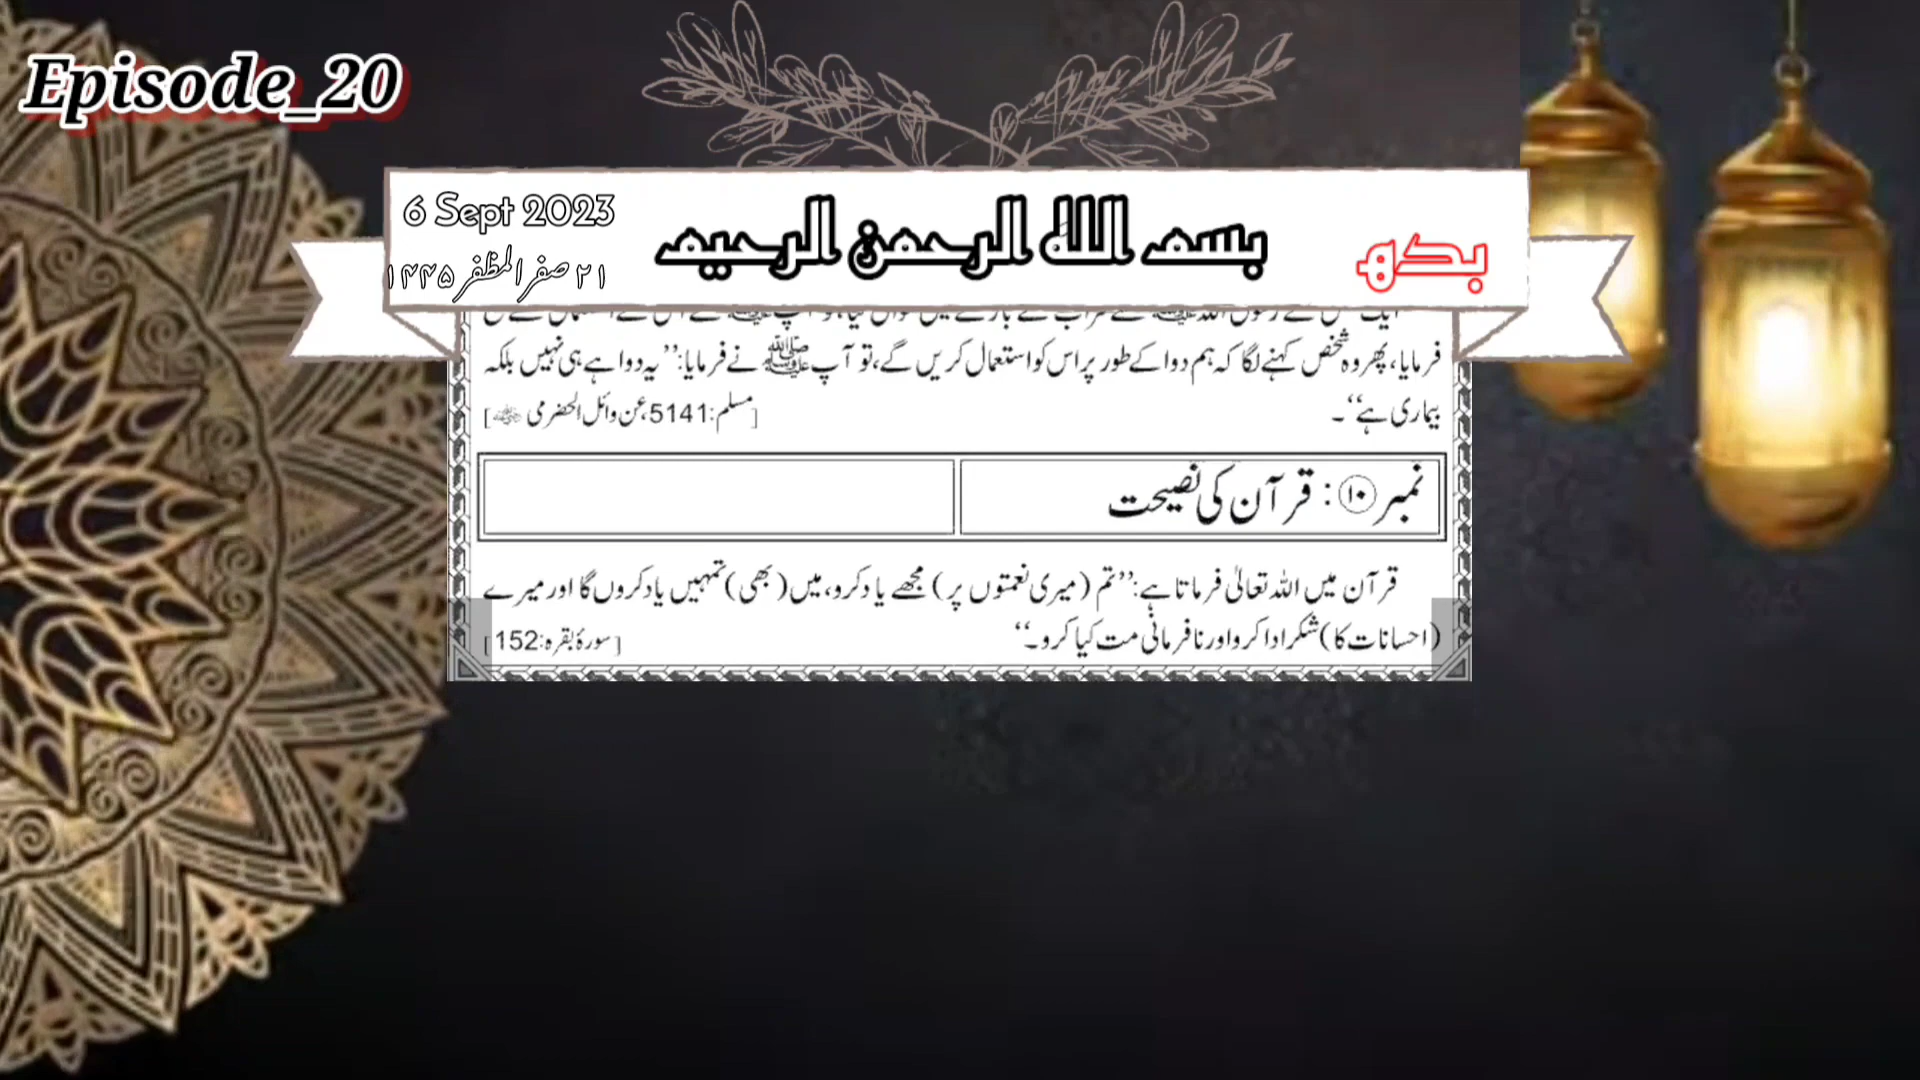 Episode_20
6 Sept 2023
۲۱ صفر المظفر ۱۴۴۵
بسم الله الرحمن الرحيم
بدھ
فرمایا، پھر وہ شخص کہنے لگا کہ ہم دوا کے طور پر اس کو استعمال کریں گے، تو آپ ﷺ نے فرمایا: ’’یہ دوا ہے ہی نہیں بلکہ
بیماری ہے‘‘۔ [مسلم: 5141، عن وائل الحضرمی]
نمبر ۱۰ : قرآن کی نصیحت
قرآن میں اللہ تعالیٰ فرماتا ہے: ’’تم (میری نعمتوں پر) مجھے یاد کرو، میں (بھی) تمہیں یاد کروں گا اور میرے
(احسانات کا) شکر ادا کرو اور نافرمانی مت کیا کرو۔‘‘ [سورۂ بقرہ: 152]